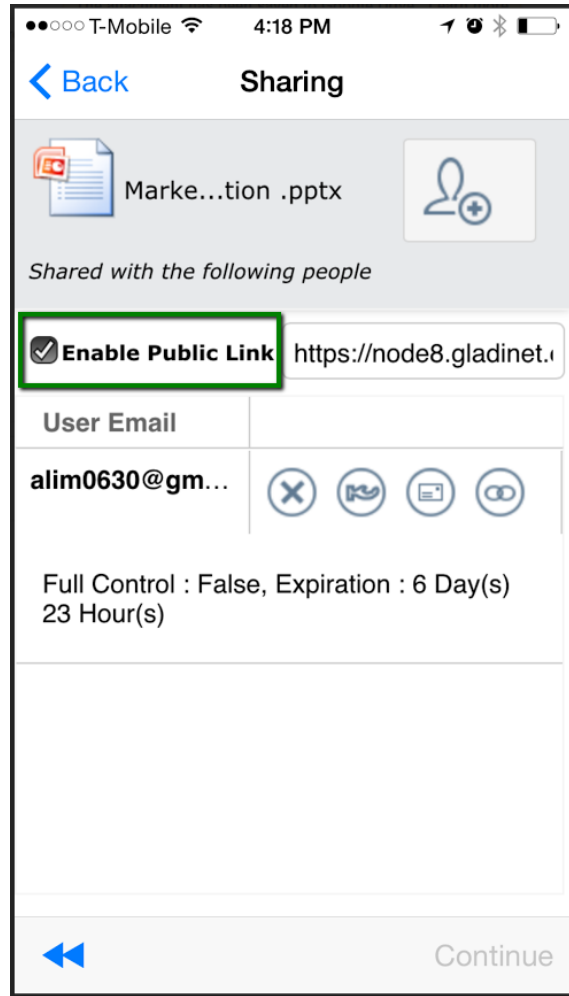 T-Mobile 4:18 PM
Back Sharing
Marke...tion .pptx
Shared with the following people
Enable Public Link https://node8.gladinet.
User Email
alim0630@gm...
Full Control : False, Expiration : 6 Day(s)
23 Hour(s)
Continue